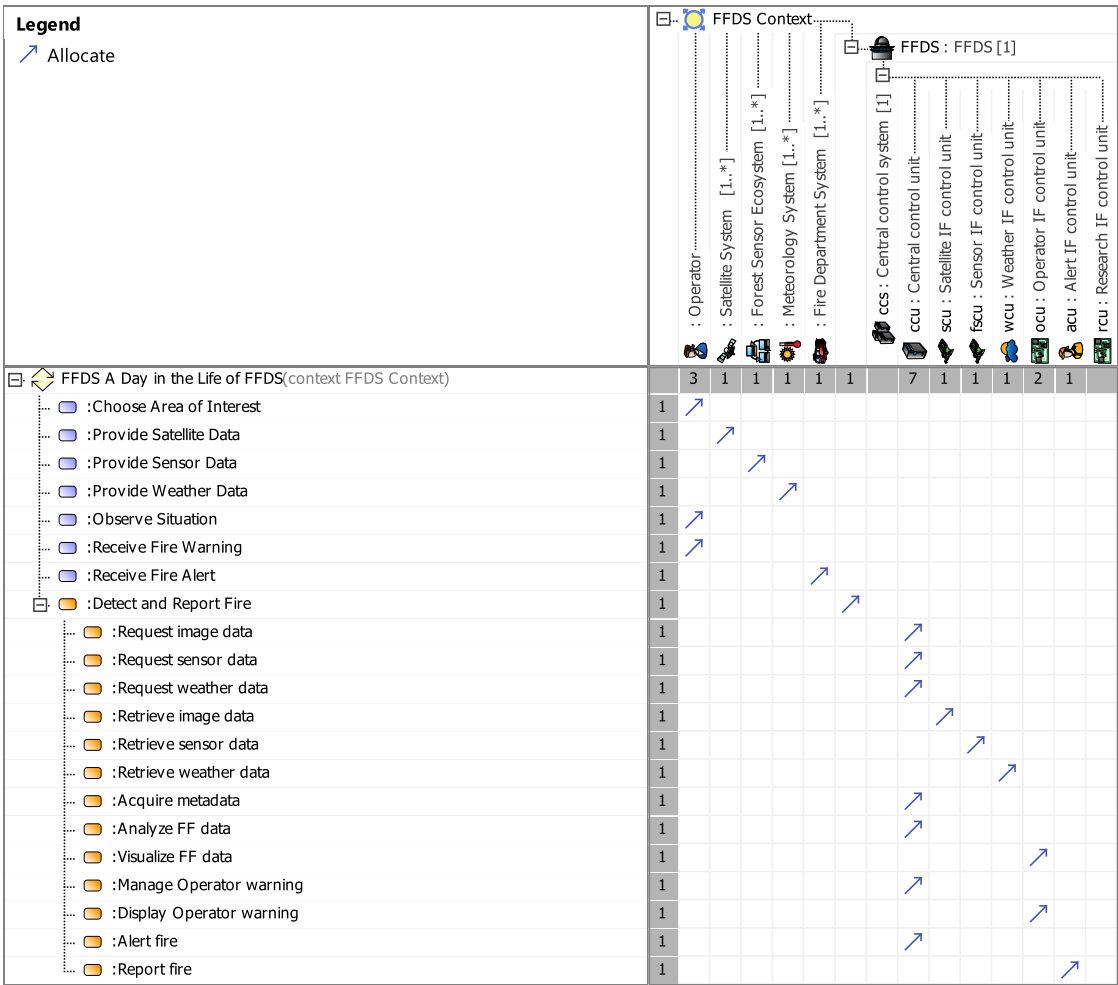 Legend
Allocate
FFDS Context
FFDS : FFDS [1]
: Operator
: Satellite System [1..*]
: Forest Sensor Ecosystem [1..*]
: Meteorology System [1..*]
: Fire Department System [1..*]
ccs : Central control system [1]
ccu : Central control unit
scu : Satellite IF control unit
fscu : Sensor IF control unit
wcu : Weather IF control unit
ocu : Operator IF control unit
acu : Alert IF control unit
rcu : Research IF control unit
FFDS A Day in the Life of FFDS(context FFDS Context) 3 1 1 1 1 1 7 1 1 1 2 1
:Choose Area of Interest 1
:Provide Satellite Data 1
:Provide Sensor Data 1
:Provide Weather Data 1
:Observe Situation 1
:Receive Fire Warning 1
:Receive Fire Alert 1
:Detect and Report Fire 1
:Request image data 1
:Request sensor data 1
:Request weather data 1
:Retrieve image data 1
:Retrieve sensor data 1
:Retrieve weather data 1
:Acquire metadata 1
:Analyze FF data 1
:Visualize FF data 1
:Manage Operator warning 1
:Display Operator warning 1
:Alert fire 1
:Report fire 1